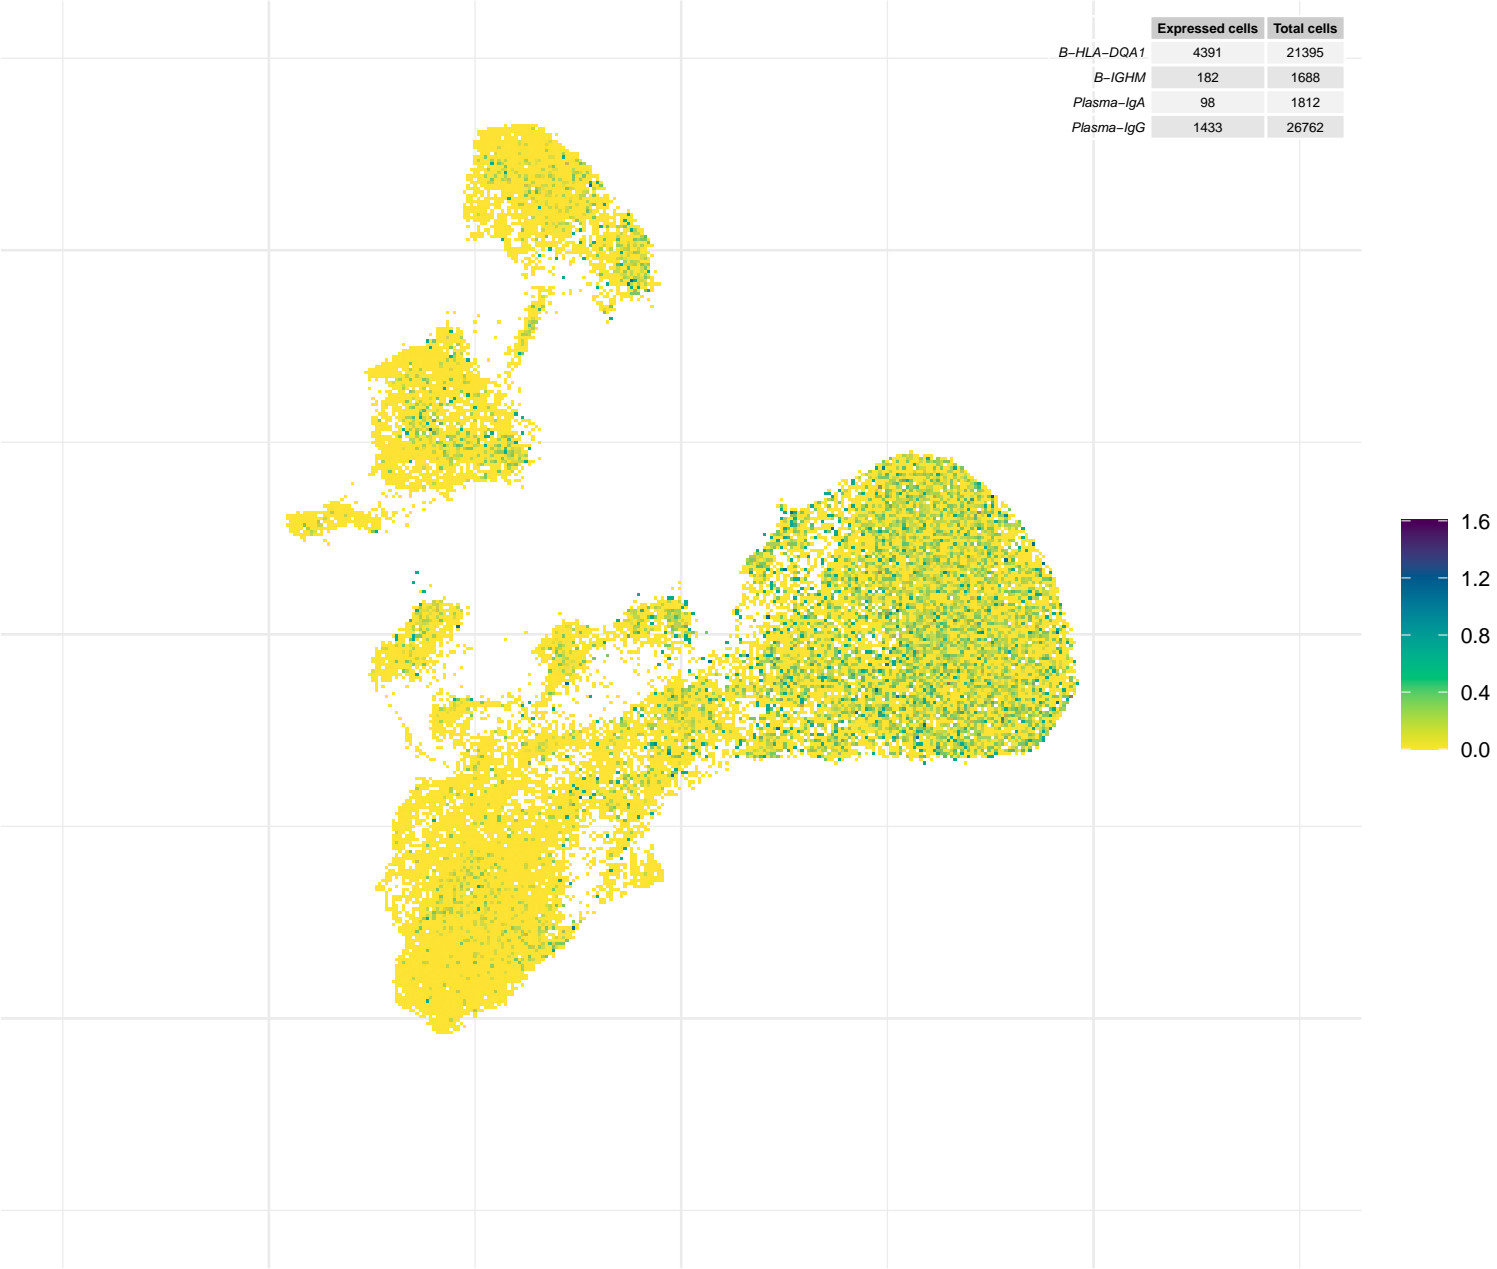 Expressed cells Total cells
B−HLA−DQA1 4391 21395
B−IGHM 182 1688
Plasma−IgA 98 1812
Plasma−IgG 1433 26762
1.6
1.2
0.8
0.4
0.0